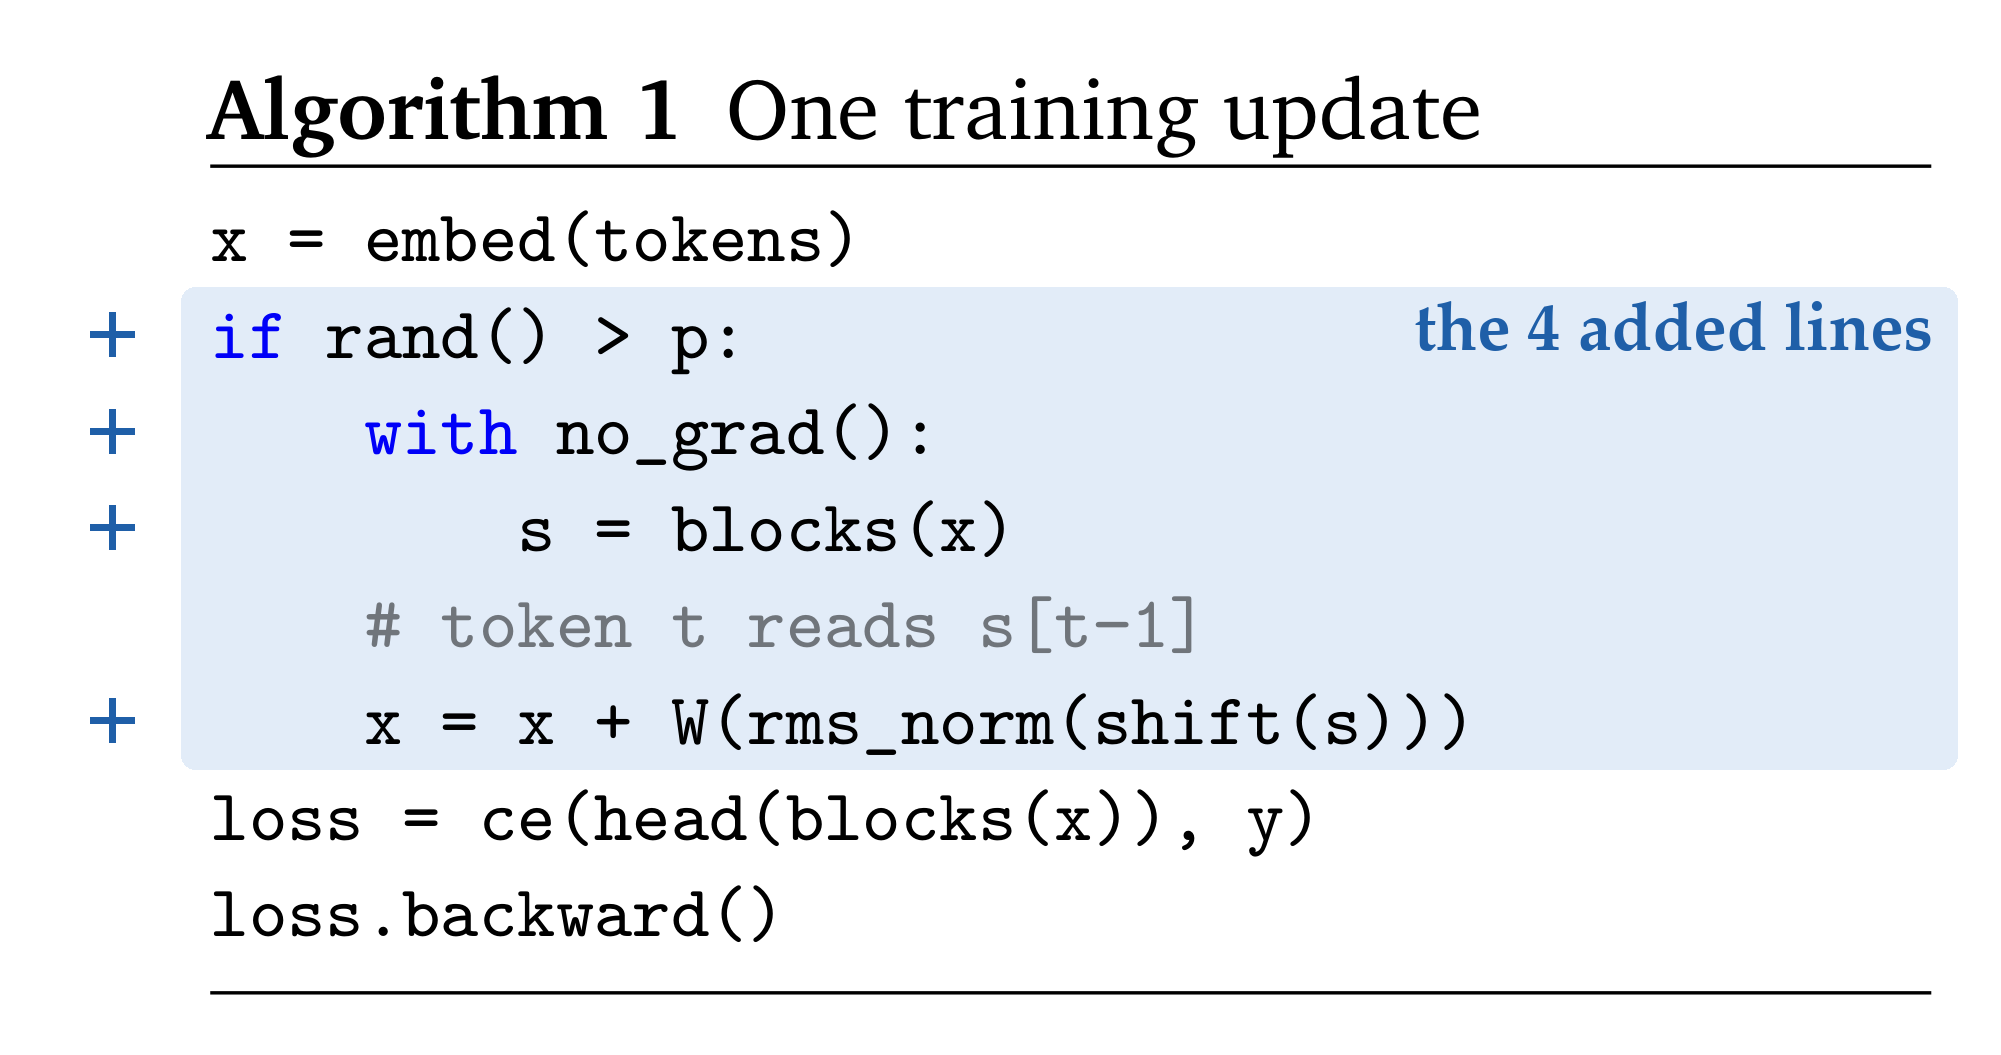 Algorithm 1 One training update
x = embed(tokens)
+ if rand() > p: the 4 added lines
+     with no_grad():
+         s = blocks(x)
    # token t reads s[t-1]
+     x = x + W(rms_norm(shift(s)))
loss = ce(head(blocks(x)), y)
loss.backward()